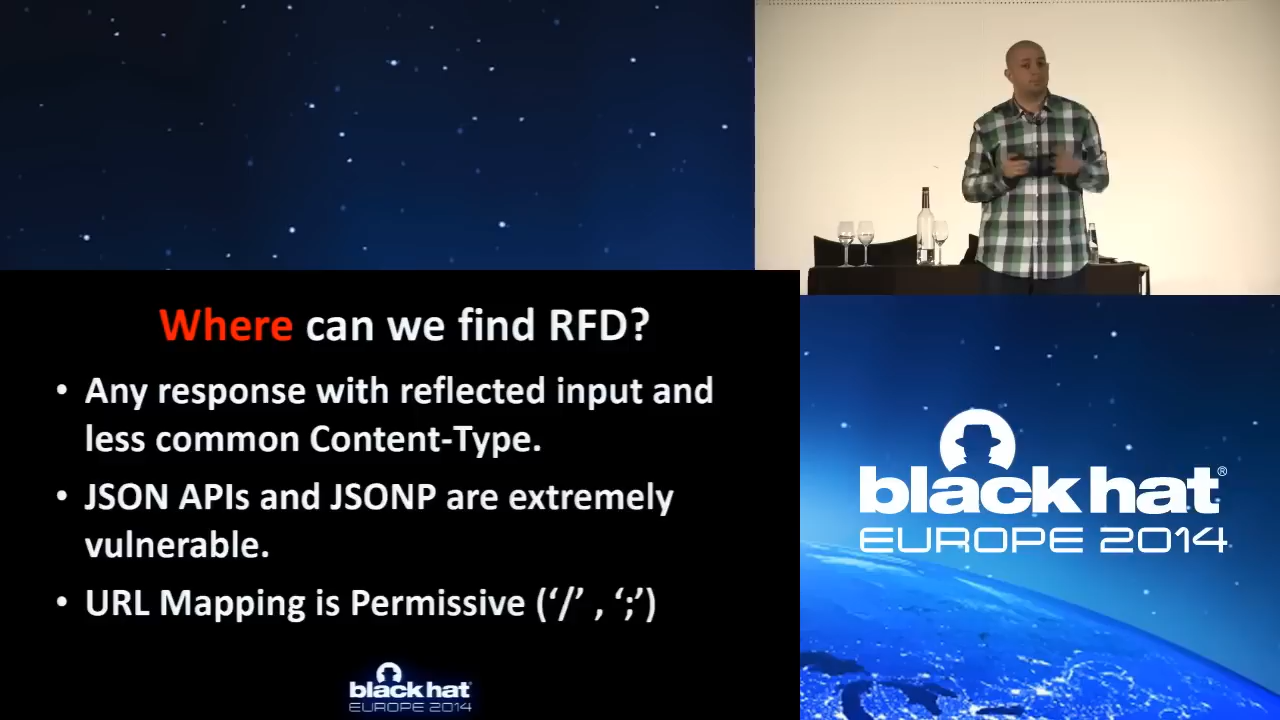 Where can we find RFD?
• Any response with reflected input and
less common Content-Type.
• JSON APIs and JSONP are extremely
vulnerable.
• URL Mapping is Permissive (‘/’ , ‘;’)
black hat
EUROPE 2014
black hat®
EUROPE 2014